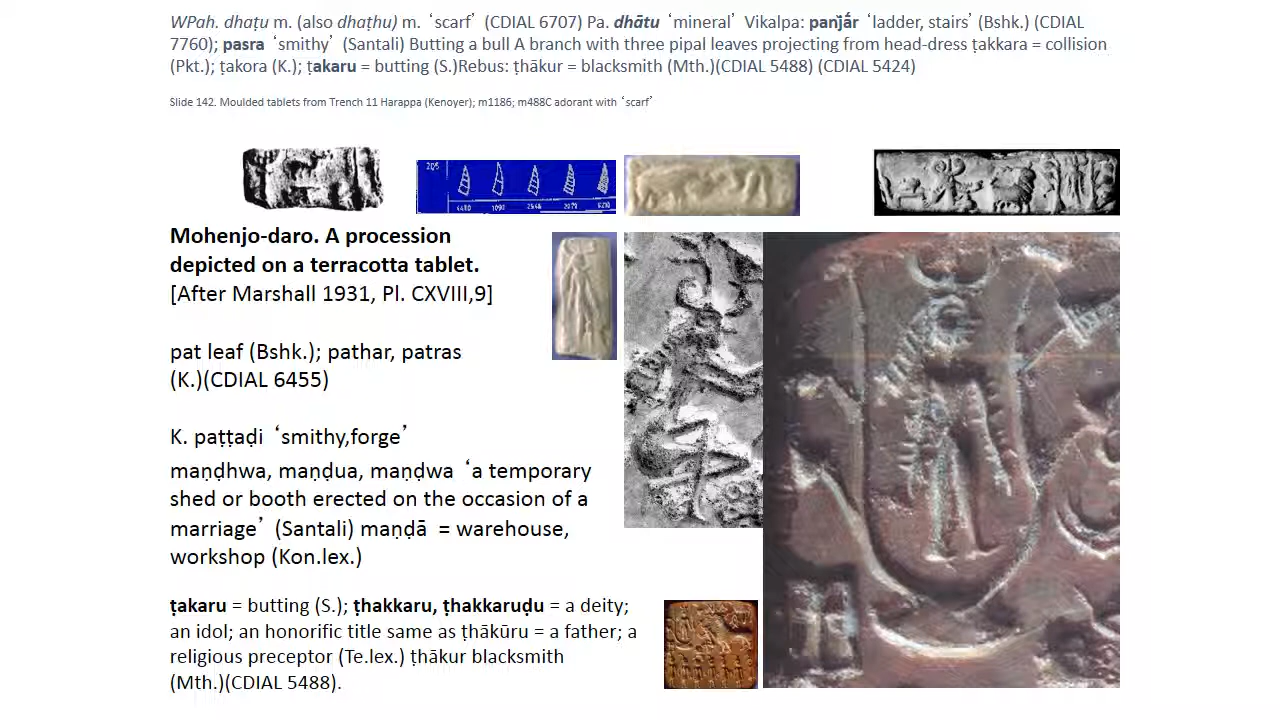 WPah. dhaṭu m. (also dhaṭhu) m. ‘scarf’ (CDIAL 6707) Pa. dhātu ‘mineral’ Vikalpa: panǰā́r ‘ladder, stairs’ (Bshk.) (CDIAL
7760); pasra ‘smithy’ (Santali) Butting a bull A branch with three pipal leaves projecting from head-dress ṭakkara = collision
(Pkt.); ṭakora (K.); ṭakaru = butting (S.)Rebus: ṭhākur = blacksmith (Mth.)(CDIAL 5488) (CDIAL 5424)
Slide 142. Moulded tablets from Trench 11 Harappa (Kenoyer); m1186; m488C adorant with ‘scarf’
205
Mohenjo-daro. A procession
depicted on a terracotta tablet.
[After Marshall 1931, Pl. CXVIII,9]
pat leaf (Bshk.); pathar, patras
(K.)(CDIAL 6455)
K. paṭṭaḍi ‘smithy,forge’
maṇḍhwa, maṇḍua, maṇḍwa ‘a temporary
shed or booth erected on the occasion of a
marriage’ (Santali) maṇḍā = warehouse,
workshop (Kon.lex.)
ṭakaru = butting (S.); ṭhakkaru, ṭhakkaruḍu = a deity;
an idol; an honorific title same as ṭhākūru = a father; a
religious preceptor (Te.lex.) ṭhākur blacksmith
(Mth.)(CDIAL 5488).